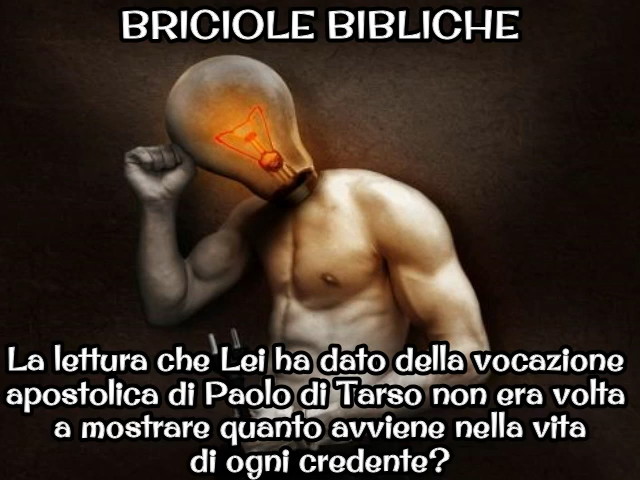 BRICIOLE BIBLICHE
La lettura che Lei ha dato della vocazione
apostolica di Paolo di Tarso non era volta
a mostrare quanto avviene nella vita
di ogni credente?